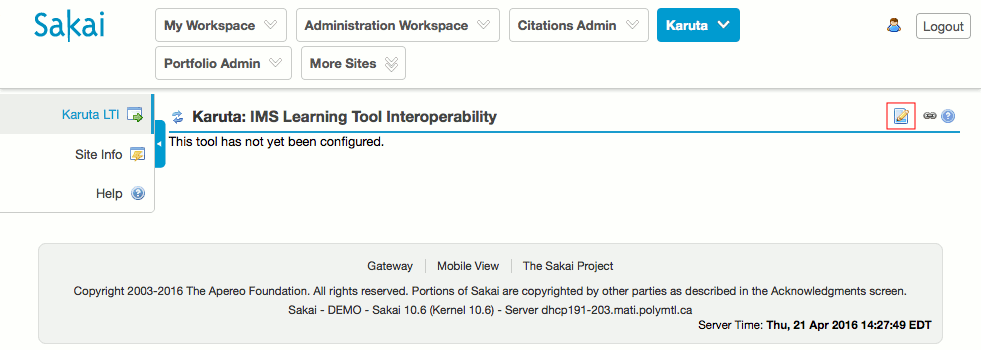 Sakai
My Workspace Administration Workspace Citations Admin Karuta Logout
Portfolio Admin More Sites
Karuta LTI
Karuta: IMS Learning Tool Interoperability
This tool has not yet been configured.
Site Info
Help
Gateway Mobile View The Sakai Project
Copyright 2003-2016 The Apereo Foundation. All rights reserved. Portions of Sakai are copyrighted by other parties as described in the Acknowledgments screen.
Sakai - DEMO - Sakai 10.6 (Kernel 10.6) - Server dhcp191-203.mati.polymtl.ca
Server Time: Thu, 21 Apr 2016 14:27:49 EDT